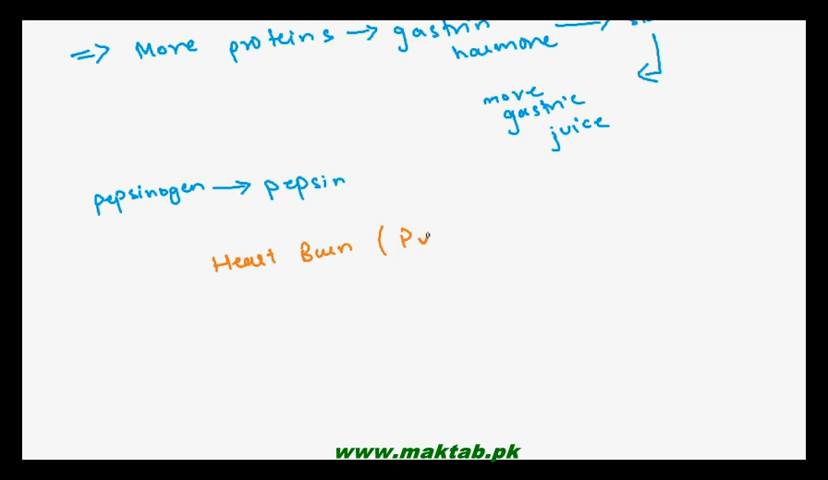 => More proteins → gastrin hormone →
more gastric juice
pepsinogen → pepsin
Heart Burn (
www.maktab.pk